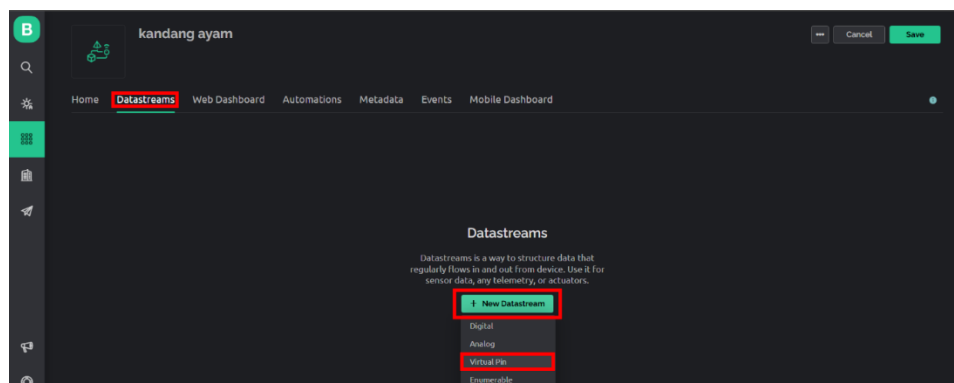 B
kandang ayam
Cancel
Save
Home Datastreams Web Dashboard Automations Metadata Events Mobile Dashboard
Datastreams
Datastreams is a way to structure data that
regularly flows in and out from device. Use it for
sensor data, any telemetry, or actuators.
+ New Datastream
Digital
Analog
Virtual Pin
Enumerable